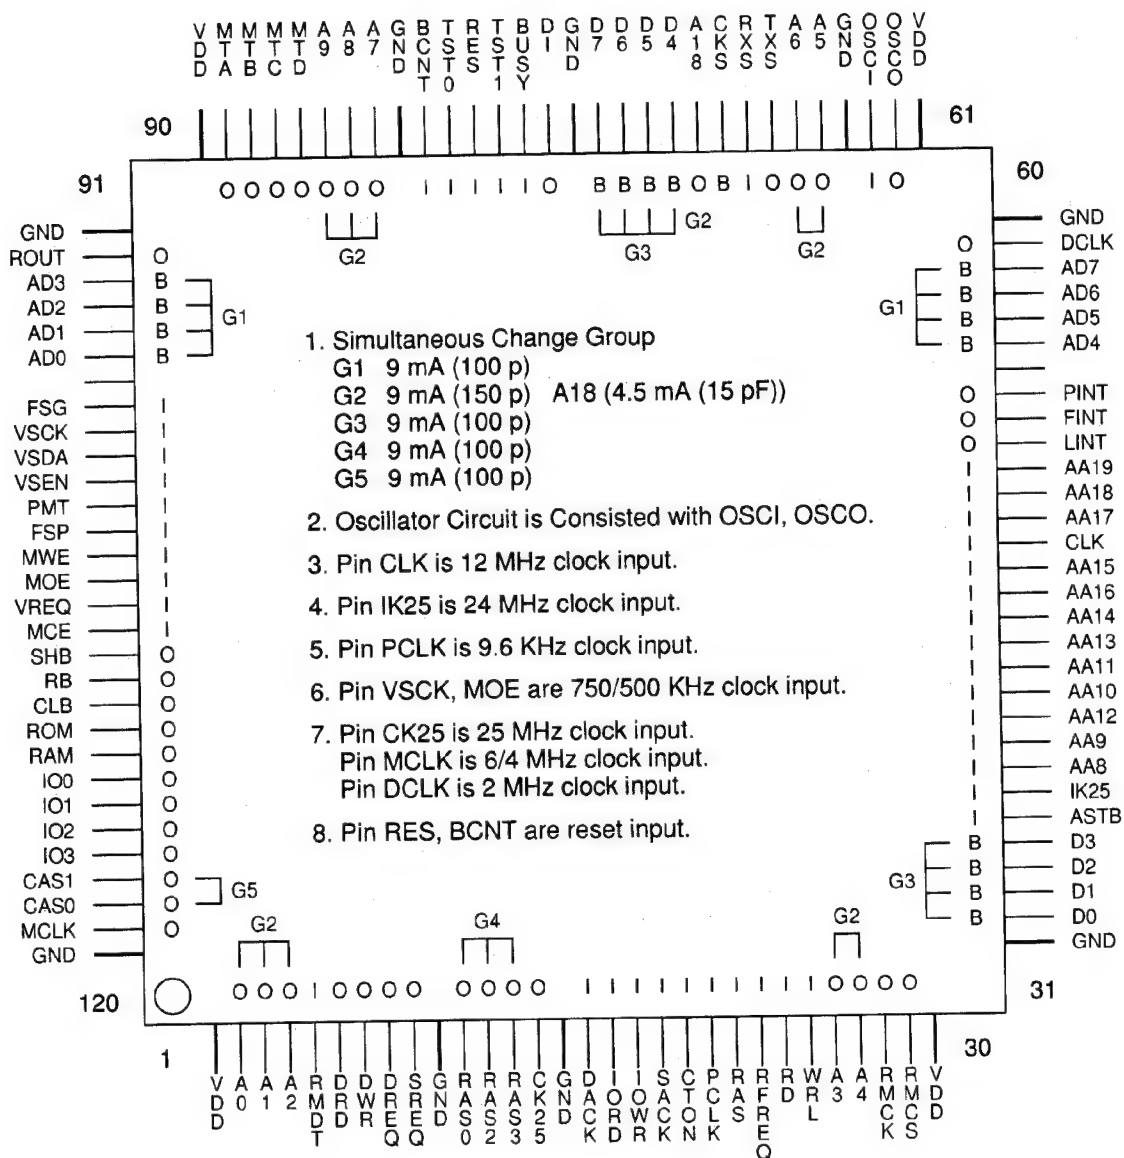 VDD MTA MTB MTC MTD A9 A8 A7 GND BCNT TST0 RES TST1 BUSY DI GND D7 D6 D5 D4 A18 CKS RXS TXS A6 A5 GND OSCI OSCO VDD
90 61
91 60
O O O O O O O I I I I I O B B B B O B I O O O I O
G2 G3 G2 G2
GND GND
ROUT O O DCLK
AD3 B B AD7
AD2 B G1 G1 B AD6
AD1 B B AD5
AD0 B B AD4
FSG I O PINT
VSCK I O FINT
VSDA I O LINT
VSEN I I AA19
PMT I I AA18
FSP I I AA17
MWE I I CLK
MOE I I AA15
VREQ I I AA16
MCE I I AA14
SHB O I AA13
RB O I AA11
CLB O I AA10
ROM O I AA12
RAM O I AA9
IO0 O I AA8
IO1 O I IK25
IO2 O I ASTB
IO3 O B D3
CAS1 O G5 G3 B D2
CAS0 O B D1
MCLK O B D0
GND GND
1. Simultaneous Change Group
G1 9 mA (100 p)
G2 9 mA (150 p) A18 (4.5 mA (15 pF))
G3 9 mA (100 p)
G4 9 mA (100 p)
G5 9 mA (100 p)
2. Oscillator Circuit is Consisted with OSCI, OSCO.
3. Pin CLK is 12 MHz clock input.
4. Pin IK25 is 24 MHz clock input.
5. Pin PCLK is 9.6 KHz clock input.
6. Pin VSCK, MOE are 750/500 KHz clock input.
7. Pin CK25 is 25 MHz clock input.
Pin MCLK is 6/4 MHz clock input.
Pin DCLK is 2 MHz clock input.
8. Pin RES, BCNT are reset input.
G2 G4 G2
O O O I O O O O O O O O I I I I I I I I I I O O O O
120 31
1 30
VDD A0 A1 A2 RMDT DRD DWR DREQ SREQ GND RAS0 RAS2 RAS3 CK25 GND DACK IORD IOWR SACK CTON PCLK RAS RFREQ RD WRL A3 A4 RMCK RMCS VDD